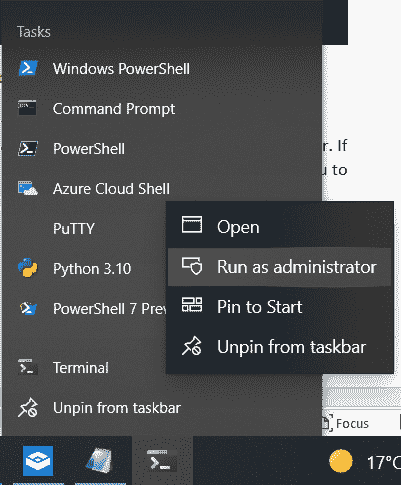 Tasks
Windows PowerShell
Command Prompt
r. If
PowerShell
u to
Azure Cloud Shell
PuTTY
Open
Python 3.10
Run as administrator
PowerShell 7 Prev
Pin to Start
Unpin from taskbar
Terminal
Unpin from taskbar
Focus
17°C